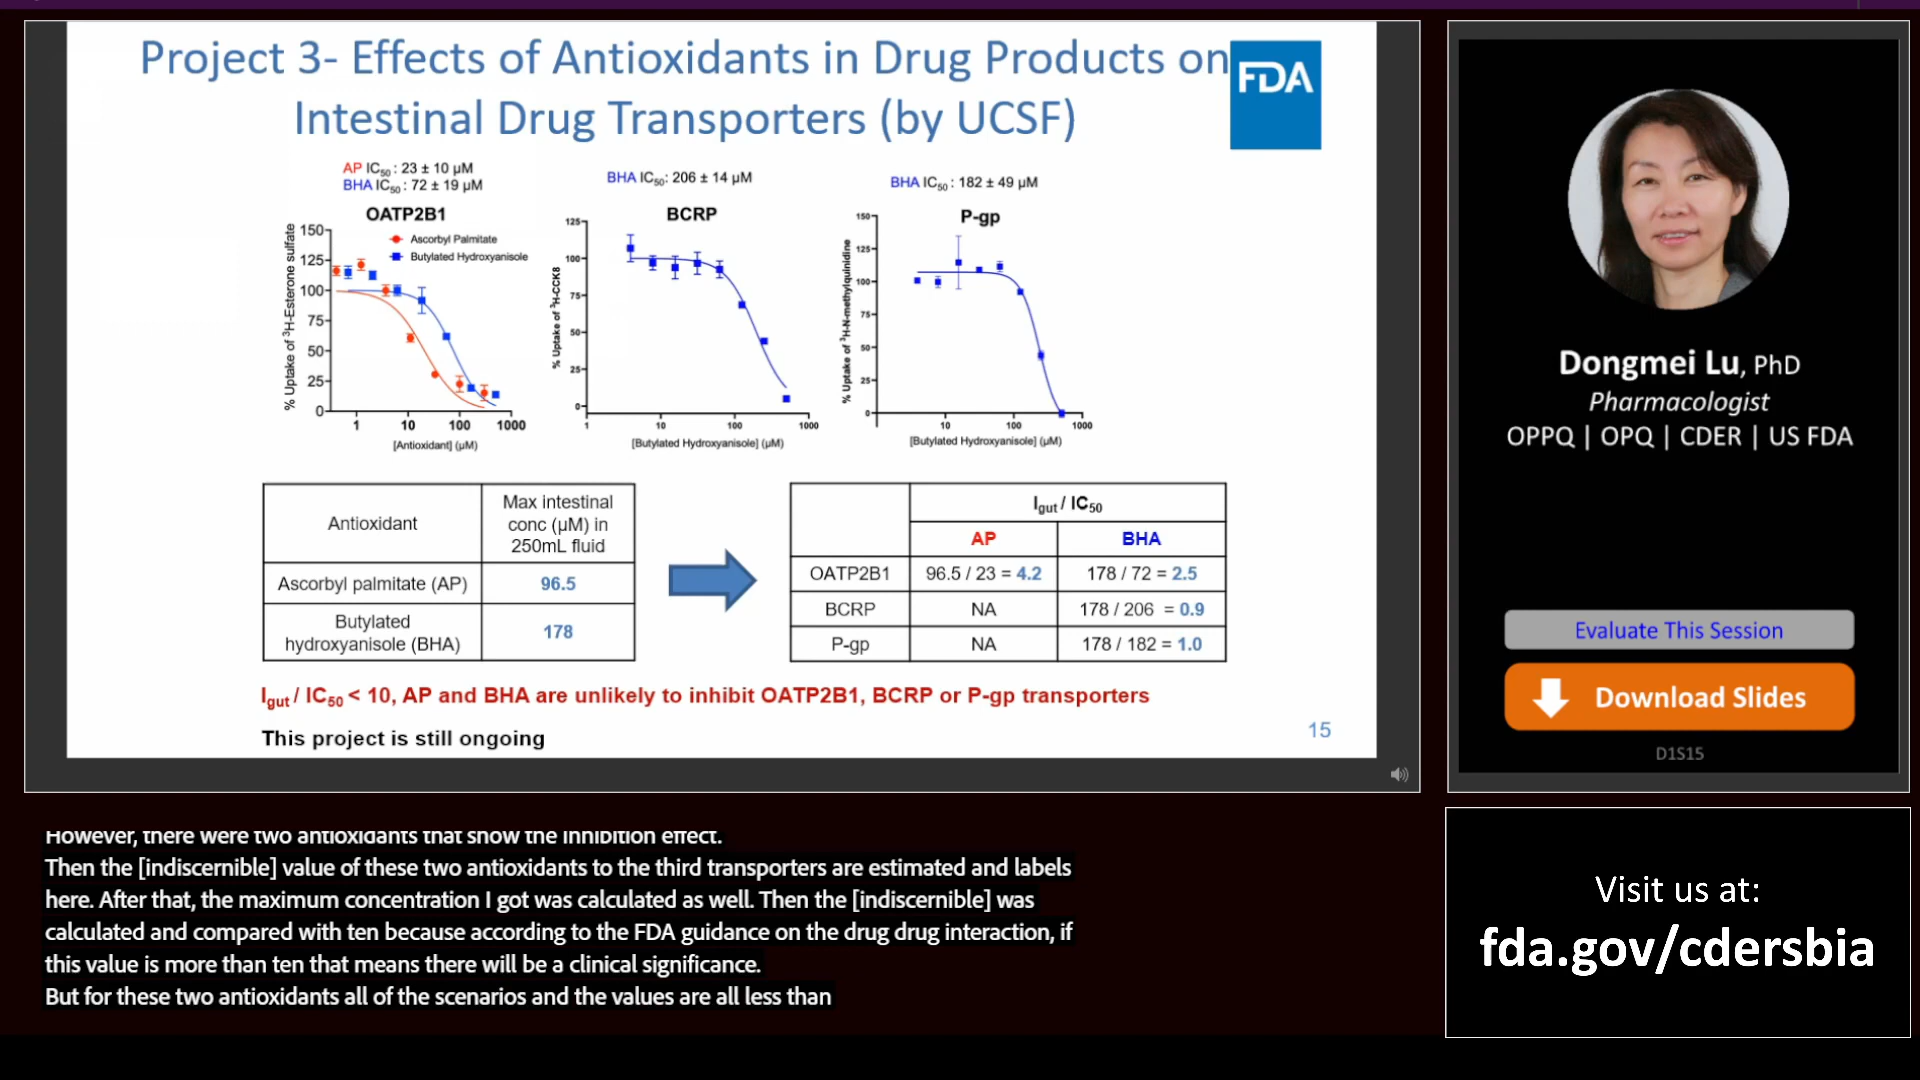 Project 3- Effects of Antioxidants in Drug Products on
Intestinal Drug Transporters (by UCSF)
FDA
AP IC50 : 23 ± 10 µM
BHA IC50 : 72 ± 19 µM
OATP2B1
Ascorbyl Palmitate
Butylated Hydroxyanisole
% Uptake of ³H-Esterone sulfate
150
125
100
75
50
25
0
1 10 100 1000
[Antioxidant] (µM)
BHA IC50: 206 ± 14 µM
BCRP
% Uptake of ³H-CCK8
125
100
75
50
25
0
1 10 100 1000
[Butylated Hydroxyanisole] (µM)
BHA IC50 : 182 ± 49 µM
P-gp
% Uptake of ³H-N-methylquinidine
150
125
100
75
50
25
0
10 100 1000
[Butylated Hydroxyanisole] (µM)
Antioxidant
Max intestinal
conc (µM) in
250mL fluid
Ascorbyl palmitate (AP) 96.5
Butylated
hydroxyanisole (BHA)
178
Igut / IC50
AP BHA
OATP2B1 96.5 / 23 = 4.2 178 / 72 = 2.5
BCRP NA 178 / 206 = 0.9
P-gp NA 178 / 182 = 1.0
Igut / IC50 < 10, AP and BHA are unlikely to inhibit OATP2B1, BCRP or P-gp transporters
This project is still ongoing
15
Dongmei Lu, PhD
Pharmacologist
OPPQ | OPQ | CDER | US FDA
Evaluate This Session
Download Slides
D1S15
However, there were two antioxidants that show the inhibition effect.
Then the [indiscernible] value of these two antioxidants to the third transporters are estimated and labels
here. After that, the maximum concentration I got was calculated as well. Then the [indiscernible] was
calculated and compared with ten because according to the FDA guidance on the drug drug interaction, if
this value is more than ten that means there will be a clinical significance.
But for these two antioxidants all of the scenarios and the values are all less than
Visit us at:
fda.gov/cdersbia